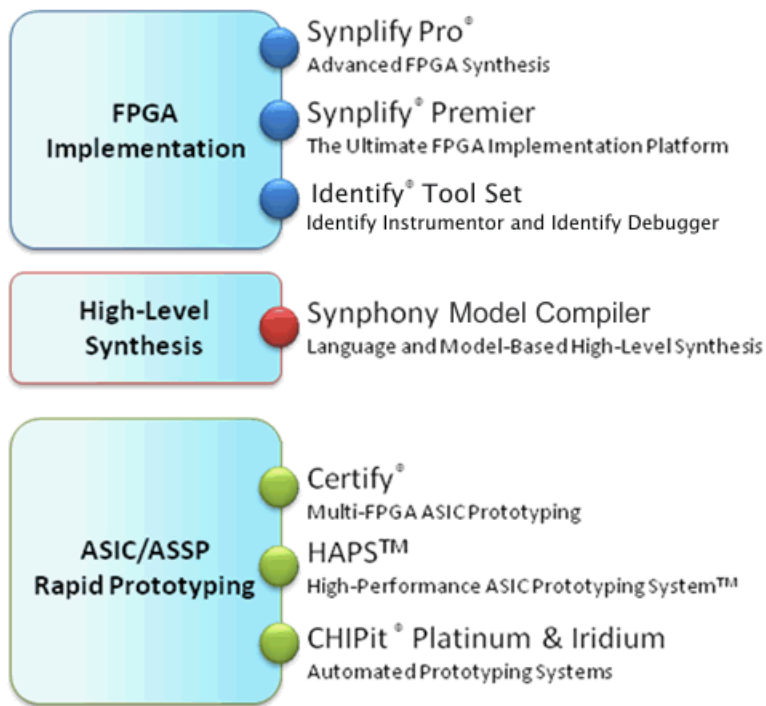 FPGA
Implementation
Synplify Pro®
Advanced FPGA Synthesis
Synplify® Premier
The Ultimate FPGA Implementation Platform
Identify® Tool Set
Identify Instrumentor and Identify Debugger
High-Level
Synthesis
Synphony Model Compiler
Language and Model-Based High-Level Synthesis
ASIC/ASSP
Rapid Prototyping
Certify®
Multi-FPGA ASIC Prototyping
HAPS™
High-Performance ASIC Prototyping System™
CHIPit® Platinum & Iridium
Automated Prototyping Systems